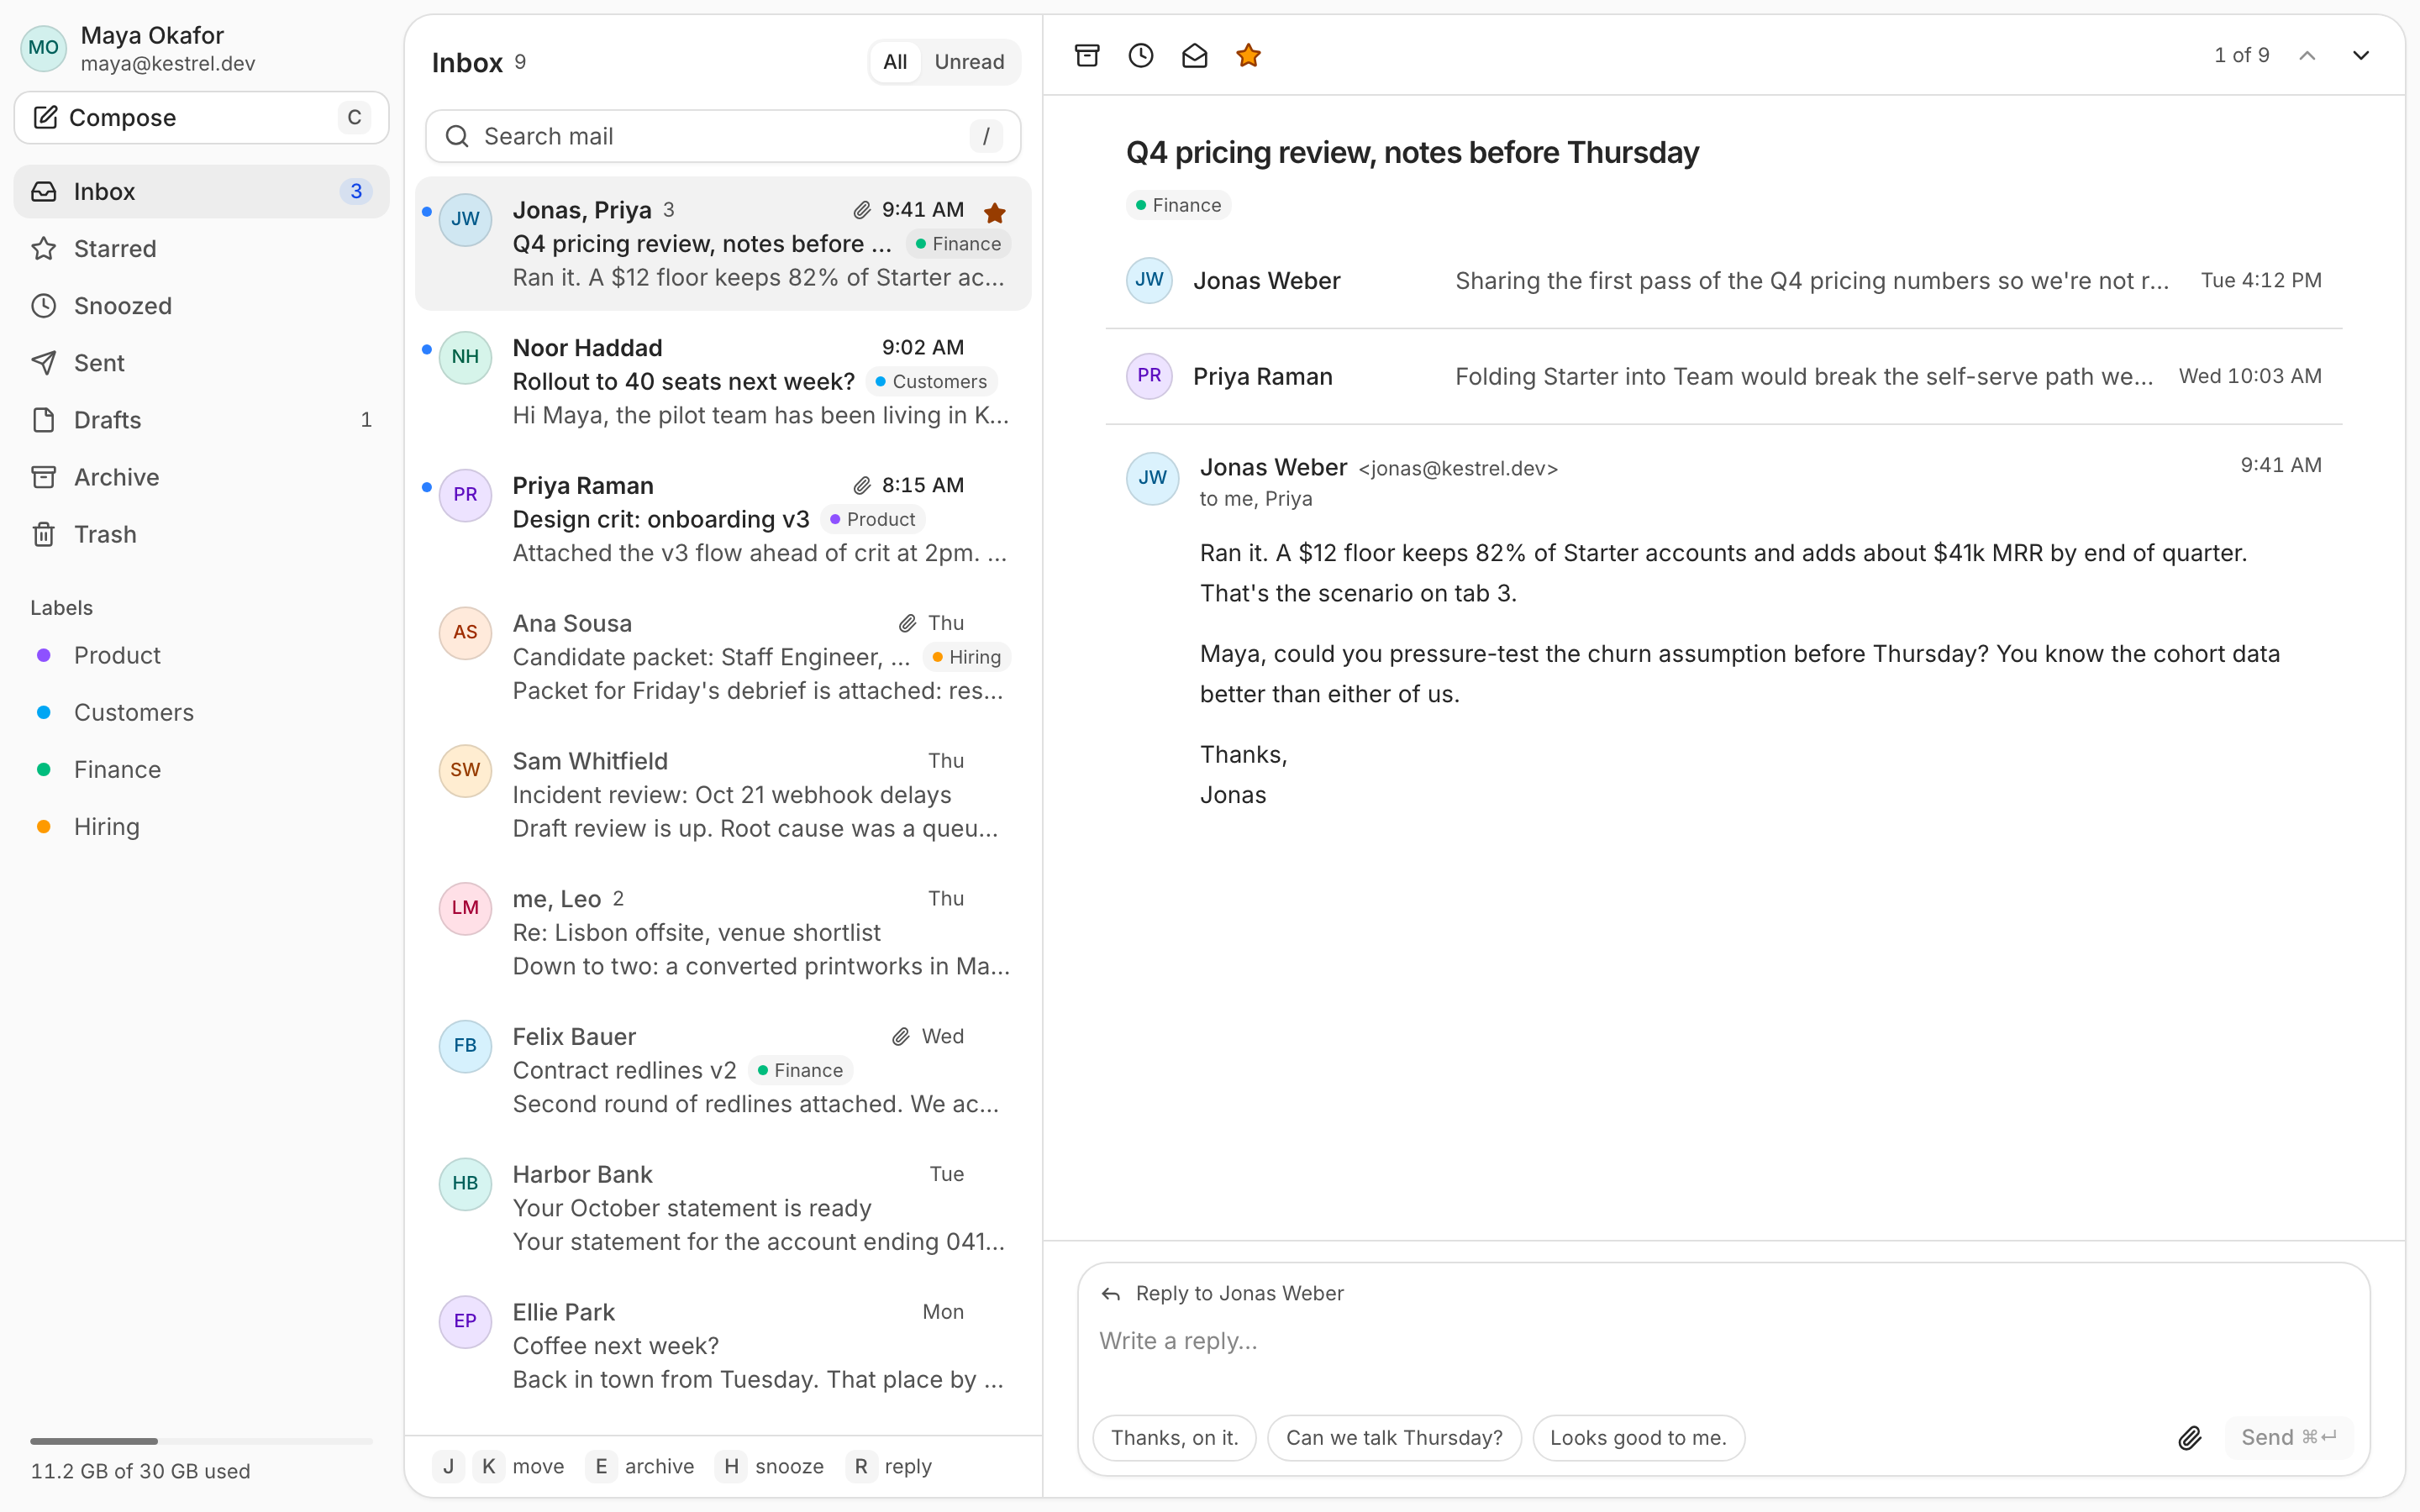 MO
Maya Okafor
maya@kestrel.dev
Compose
C
Inbox
3
Starred
Snoozed
Sent
Drafts
1
Archive
Trash
Labels
Product
Customers
Finance
Hiring
11.2 GB of 30 GB used
Inbox 9
All Unread
Search mail
/
JW
Jonas, Priya 3
9:41 AM
Q4 pricing review, notes before …
Finance
Ran it. A $12 floor keeps 82% of Starter ac…
NH
Noor Haddad
9:02 AM
Rollout to 40 seats next week?
Customers
Hi Maya, the pilot team has been living in K…
PR
Priya Raman
8:15 AM
Design crit: onboarding v3
Product
Attached the v3 flow ahead of crit at 2pm. …
AS
Ana Sousa
Thu
Candidate packet: Staff Engineer, …
Hiring
Packet for Friday's debrief is attached: res…
SW
Sam Whitfield
Thu
Incident review: Oct 21 webhook delays
Draft review is up. Root cause was a queu…
LM
me, Leo 2
Thu
Re: Lisbon offsite, venue shortlist
Down to two: a converted printworks in Ma…
FB
Felix Bauer
Wed
Contract redlines v2
Finance
Second round of redlines attached. We ac…
HB
Harbor Bank
Tue
Your October statement is ready
Your statement for the account ending 041…
EP
Ellie Park
Mon
Coffee next week?
Back in town from Tuesday. That place by …
J K move E archive H snooze R reply
1 of 9
Q4 pricing review, notes before Thursday
Finance
JW
Jonas Weber
Sharing the first pass of the Q4 pricing numbers so we're not r…
Tue 4:12 PM
PR
Priya Raman
Folding Starter into Team would break the self-serve path we…
Wed 10:03 AM
JW
Jonas Weber <jonas@kestrel.dev>
9:41 AM
to me, Priya
Ran it. A $12 floor keeps 82% of Starter accounts and adds about $41k MRR by end of quarter.
That's the scenario on tab 3.
Maya, could you pressure-test the churn assumption before Thursday? You know the cohort data
better than either of us.
Thanks,
Jonas
Reply to Jonas Weber
Write a reply…
Thanks, on it.
Can we talk Thursday?
Looks good to me.
Send ⌘↵